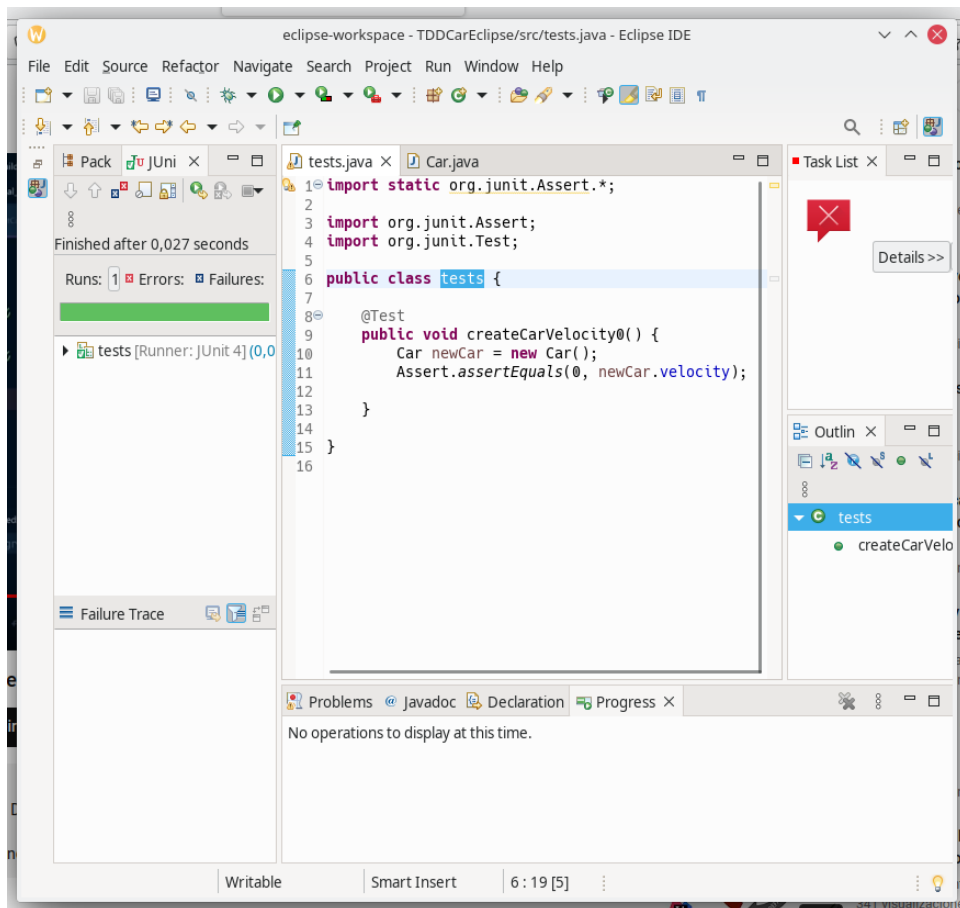 eclipse-workspace - TDDCarEclipse/src/tests.java - Eclipse IDE
File Edit Source Refactor Navigate Search Project Run Window Help
Pack JUni
Finished after 0,027 seconds
Runs: 1 Errors: Failures:
tests [Runner: JUnit 4] (0,0
Failure Trace
tests.java Car.java
1 import static org.junit.Assert.*;
2
3 import org.junit.Assert;
4 import org.junit.Test;
5
6 public class tests {
7
8 @Test
9 public void createCarVelocity0() {
10 Car newCar = new Car();
11 Assert.assertEquals(0, newCar.velocity);
12
13 }
14
15 }
16
Task List
Details >>
Outlin
tests
createCarVelo
Problems Javadoc Declaration Progress
No operations to display at this time.
Writable Smart Insert 6 : 19 [5]